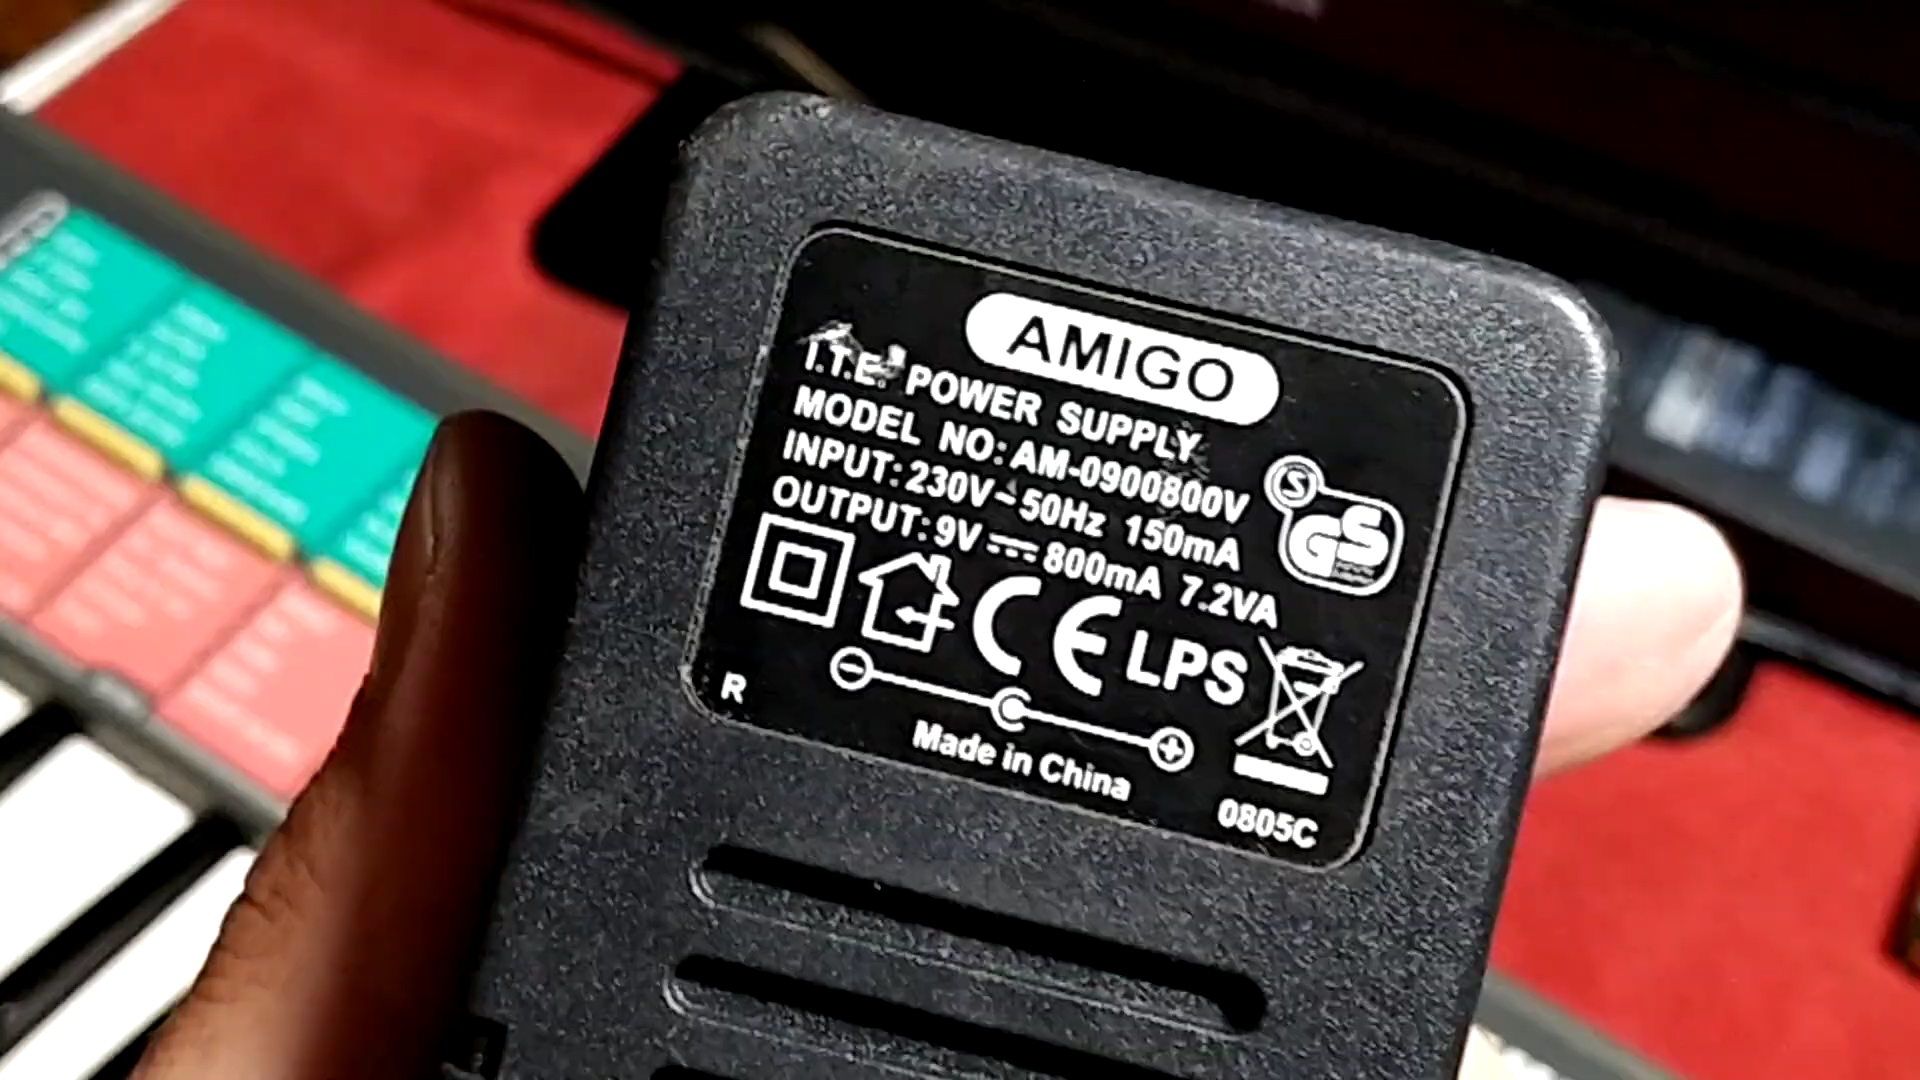 AMIGO
I.T.E. POWER SUPPLY
MODEL NO: AM-0900800V
INPUT: 230V~50Hz 150mA
OUTPUT: 9V ⎓ 800mA 7.2VA
S
GS
CE LPS
R
Made in China
0805C